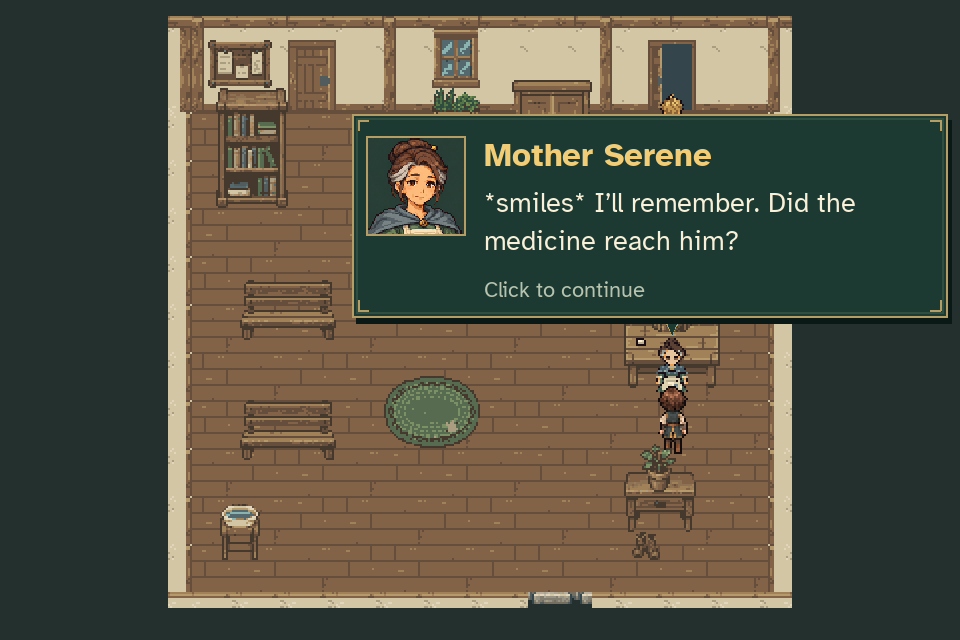 Mother Serene
*smiles* I’ll remember. Did the
medicine reach him?
Click to continue